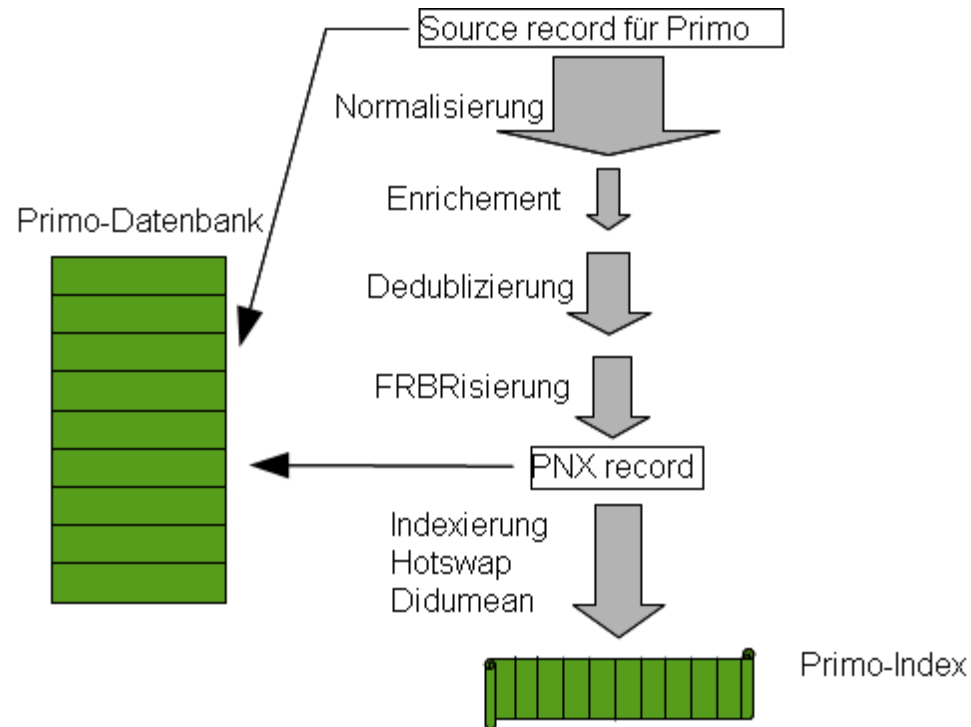 Source record für Primo
Normalisierung
Enrichement
Primo-Datenbank
Dedublizierung
FRBRisierung
PNX record
Indexierung
Hotswap
Didumean
Primo-Index